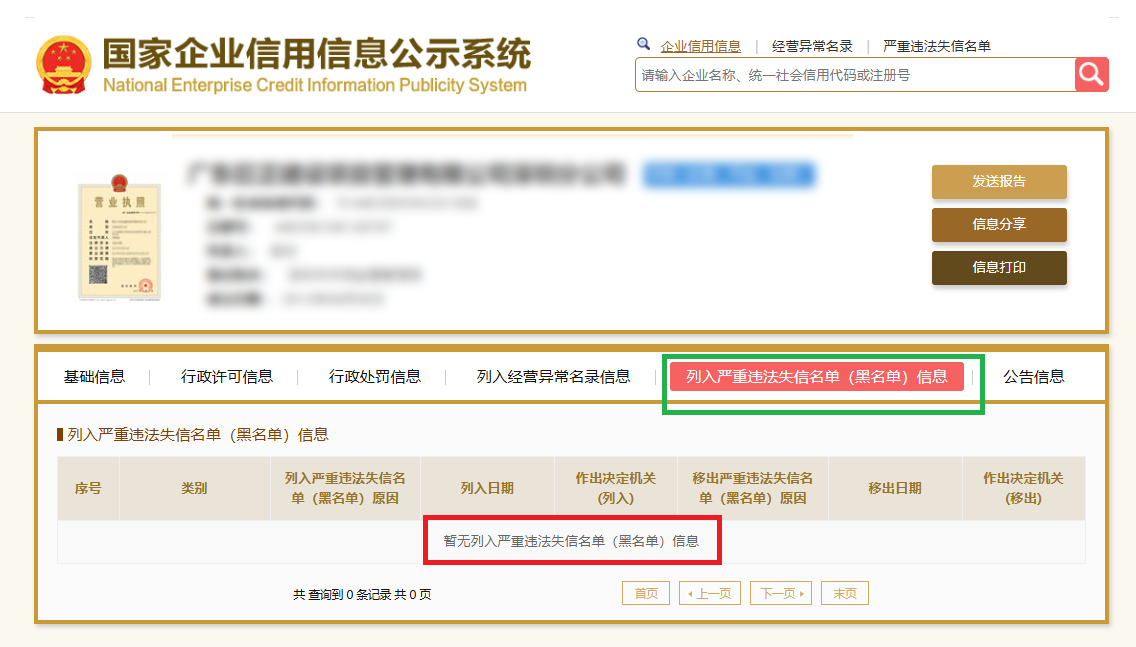 国家企业信用信息公示系统
National Enterprise Credit Information Publicity System
企业信用信息 | 经营异常名录 | 严重违法失信名单
请输入企业名称、统一社会信用代码或注册号
营业执照
发送报告
信息分享
信息打印
基础信息 | 行政许可信息 | 行政处罚信息 | 列入经营异常名录信息 | 列入严重违法失信名单（黑名单）信息 | 公告信息
列入严重违法失信名单（黑名单）信息
序号 类别 列入严重违法失信名单（黑名单）原因 列入日期 作出决定机关(列入) 移出严重违法失信名单（黑名单）原因 移出日期 作出决定机关(移出)
暂无列入严重违法失信名单（黑名单）信息
共 查询到 0 条记录 共 0 页 首页 上一页 下一页 末页